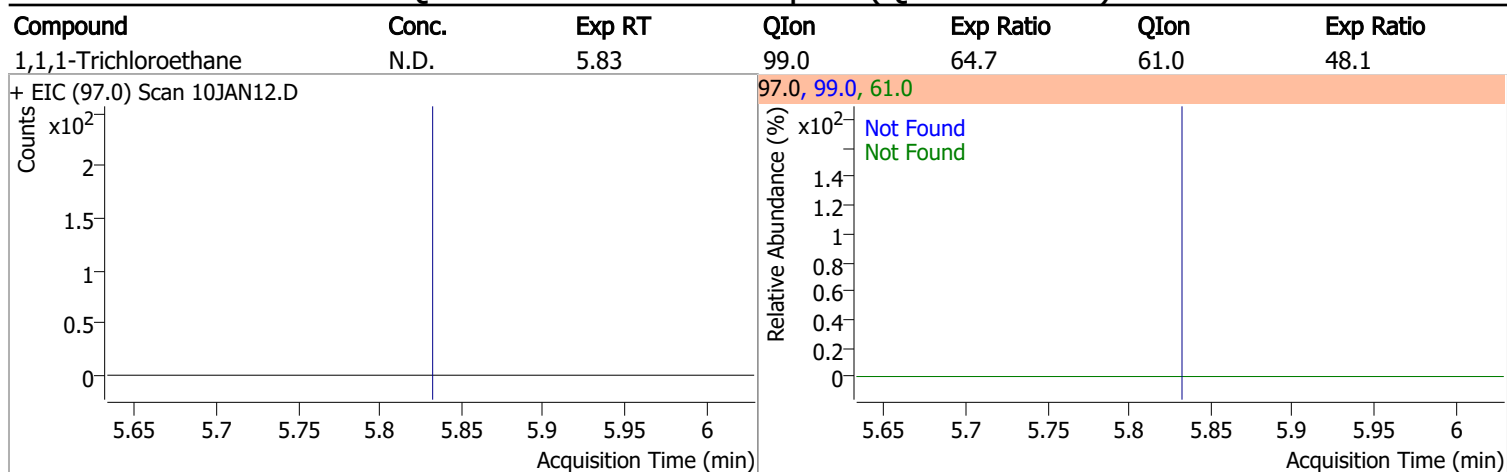 Compound Conc. Exp RT QIon Exp Ratio QIon Exp Ratio
1,1,1-Trichloroethane N.D. 5.83 99.0 64.7 61.0 48.1
+ EIC (97.0) Scan 10JAN12.D
Counts
x10²
2
1.5
1
0.5
0
5.65 5.7 5.75 5.8 5.85 5.9 5.95 6
Acquisition Time (min)
97.0, 99.0, 61.0
Relative Abundance (%)
x10²
Not Found
Not Found
1.4
1.2
1
0.8
0.6
0.4
0.2
0
5.65 5.7 5.75 5.8 5.85 5.9 5.95 6
Acquisition Time (min)